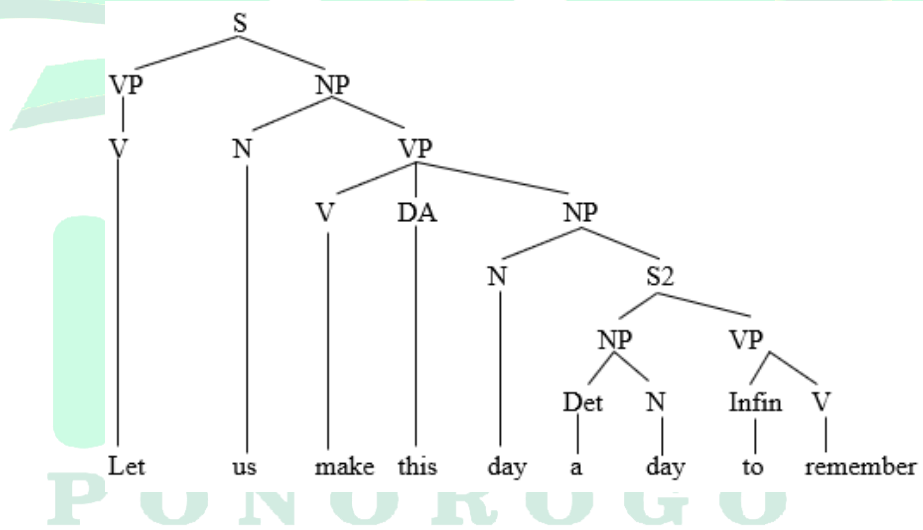 S
VP NP
V N VP
V DA NP
N S2
NP VP
Det N Infin V
Let us make this day a day to remember
PONOROGO